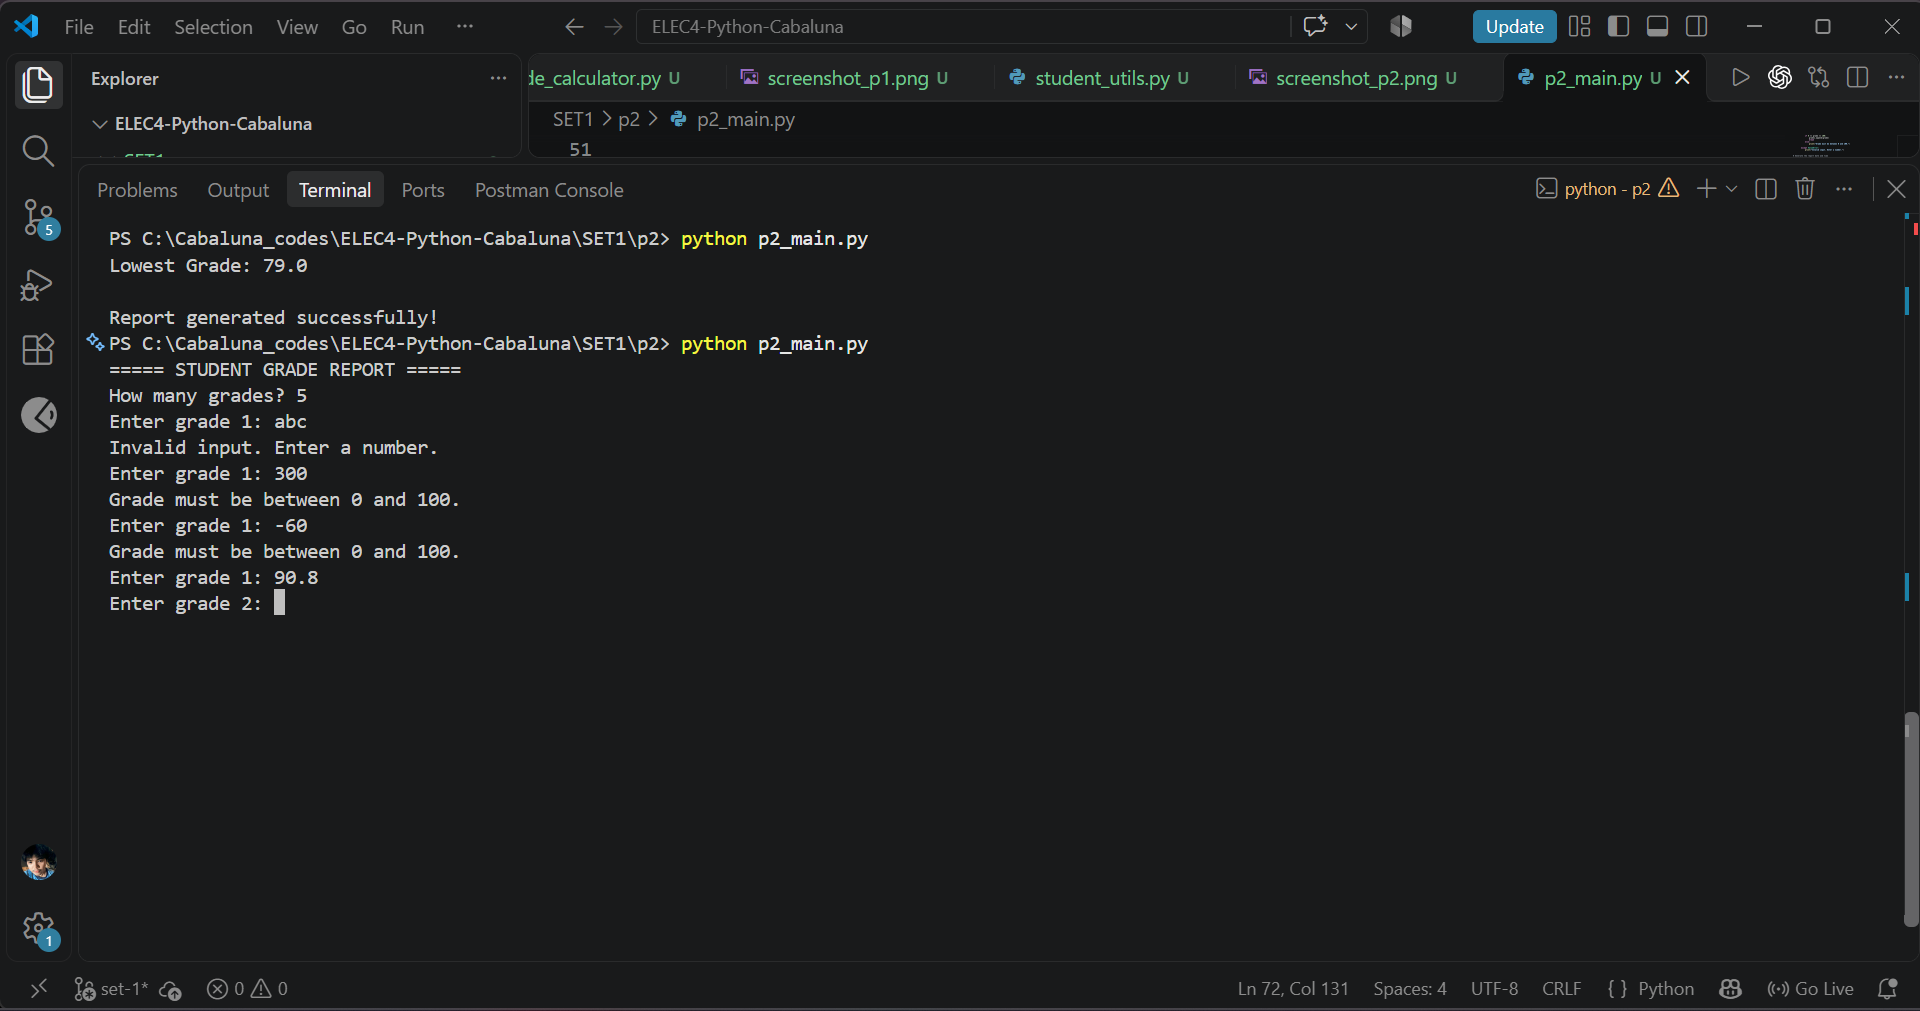 File Edit Selection View Go Run ···
ELEC4-Python-Cabaluna
Update
Explorer
de_calculator.py U
screenshot_p1.png U
student_utils.py U
screenshot_p2.png U
p2_main.py U
ELEC4-Python-Cabaluna
SET1 > p2 > p2_main.py
SET1
51
Problems Output Terminal Ports Postman Console
python - p2
PS C:\Cabaluna_codes\ELEC4-Python-Cabaluna\SET1\p2> python p2_main.py
Lowest Grade: 79.0
Report generated successfully!
PS C:\Cabaluna_codes\ELEC4-Python-Cabaluna\SET1\p2> python p2_main.py
===== STUDENT GRADE REPORT =====
How many grades? 5
Enter grade 1: abc
Invalid input. Enter a number.
Enter grade 1: 300
Grade must be between 0 and 100.
Enter grade 1: -60
Grade must be between 0 and 100.
Enter grade 1: 90.8
Enter grade 2:
5
1
set-1* 0 0
Ln 72, Col 131 Spaces: 4 UTF-8 CRLF { } Python Go Live